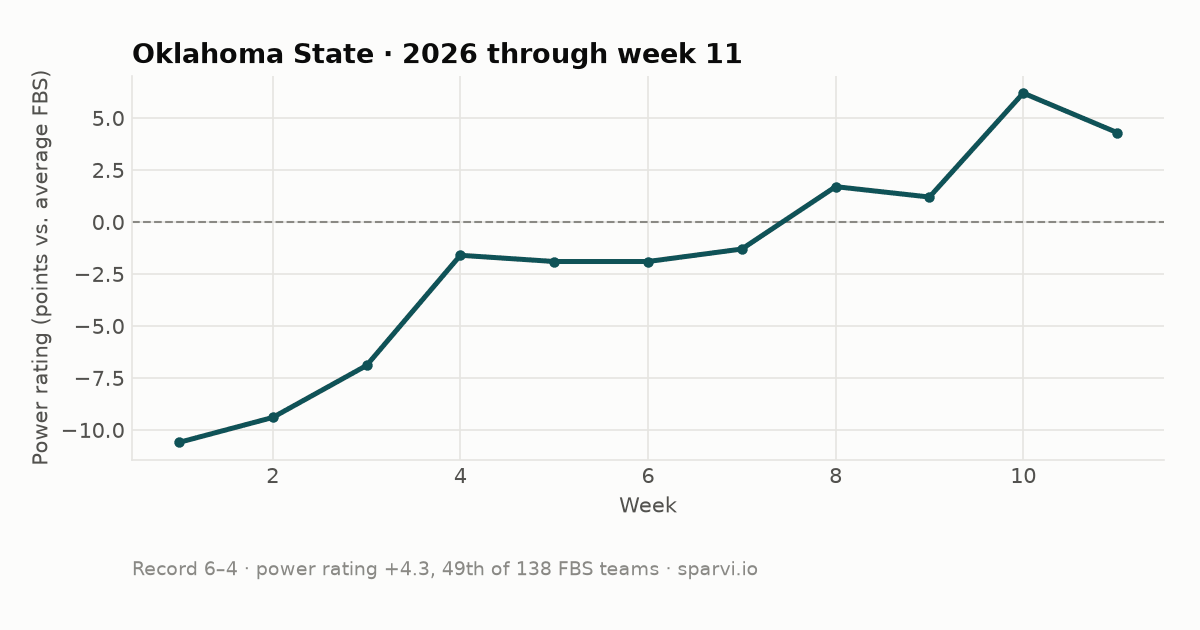 Oklahoma State · 2026 through week 11
Power rating (points vs. average FBS)
5.0
2.5
0.0
−2.5
−5.0
−7.5
−10.0
2 4 6 8 10
Week
Record 6–4 · power rating +4.3, 49th of 138 FBS teams · sparvi.io